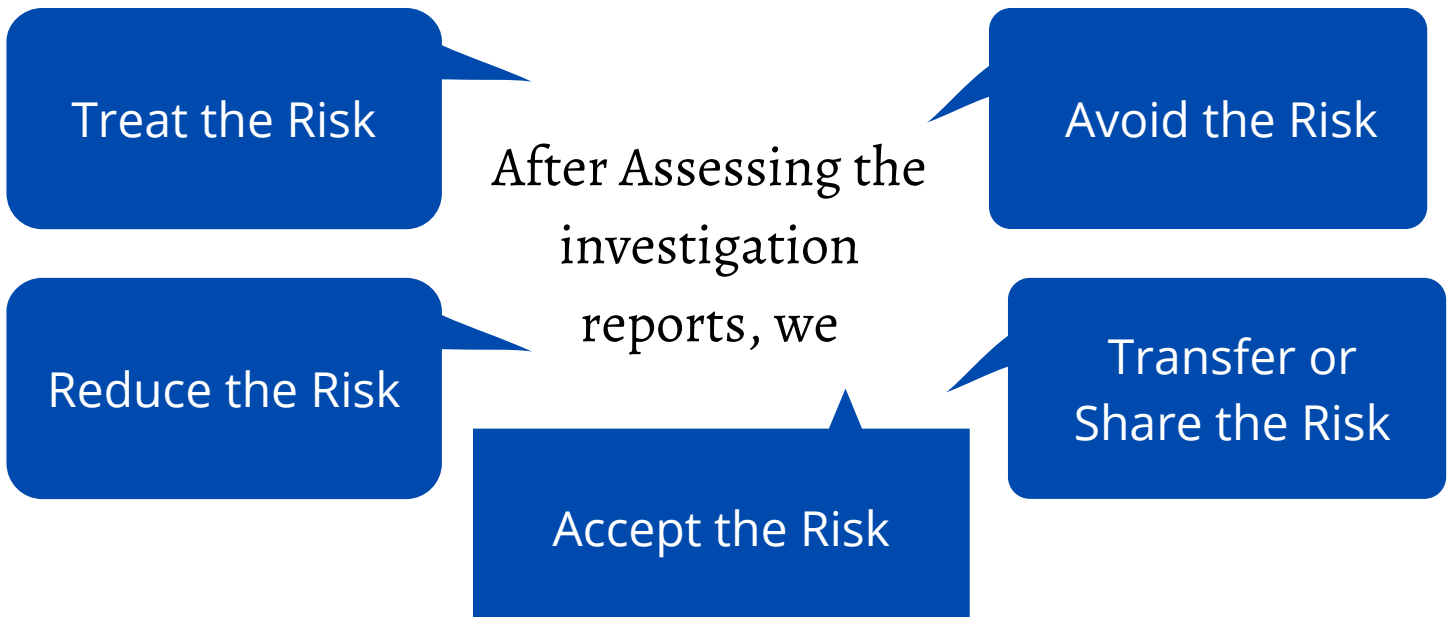 Treat the Risk
Avoid the Risk
After Assessing the
investigation
reports, we
Reduce the Risk
Transfer or
Share the Risk
Accept the Risk